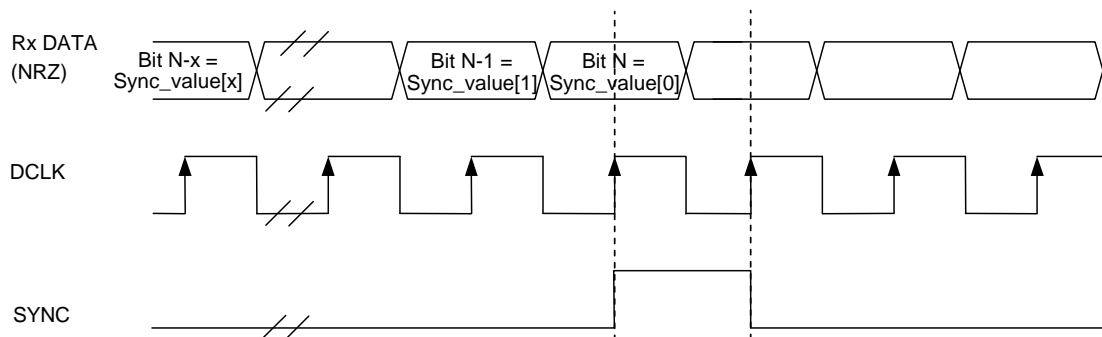 Rx DATA
(NRZ)
Bit N-x =
Sync_value[x]
Bit N-1 =
Sync_value[1]
Bit N =
Sync_value[0]
DCLK
SYNC